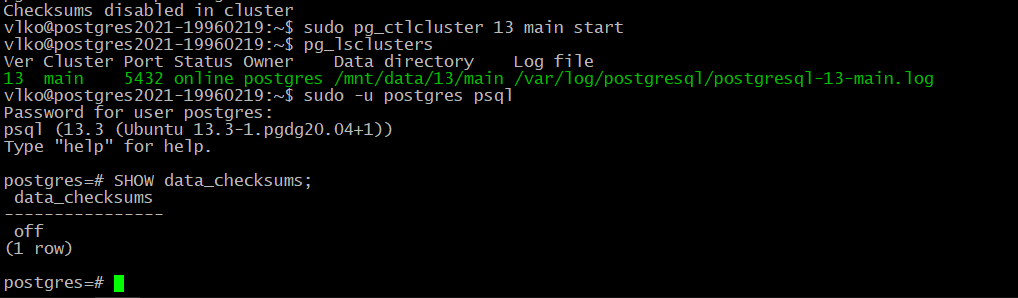 Checksums disabled in cluster
vlko@postgres2021-19960219:~$ sudo pg_ctlcluster 13 main start
vlko@postgres2021-19960219:~$ pg_lsclusters
Ver Cluster Port Status Owner    Data directory    Log file
13  main    5432 online postgres /mnt/data/13/main /var/log/postgresql/postgresql-13-main.log
vlko@postgres2021-19960219:~$ sudo -u postgres psql
Password for user postgres:
psql (13.3 (Ubuntu 13.3-1.pgdg20.04+1))
Type "help" for help.

postgres=# SHOW data_checksums;
 data_checksums
----------------
 off
(1 row)

postgres=#